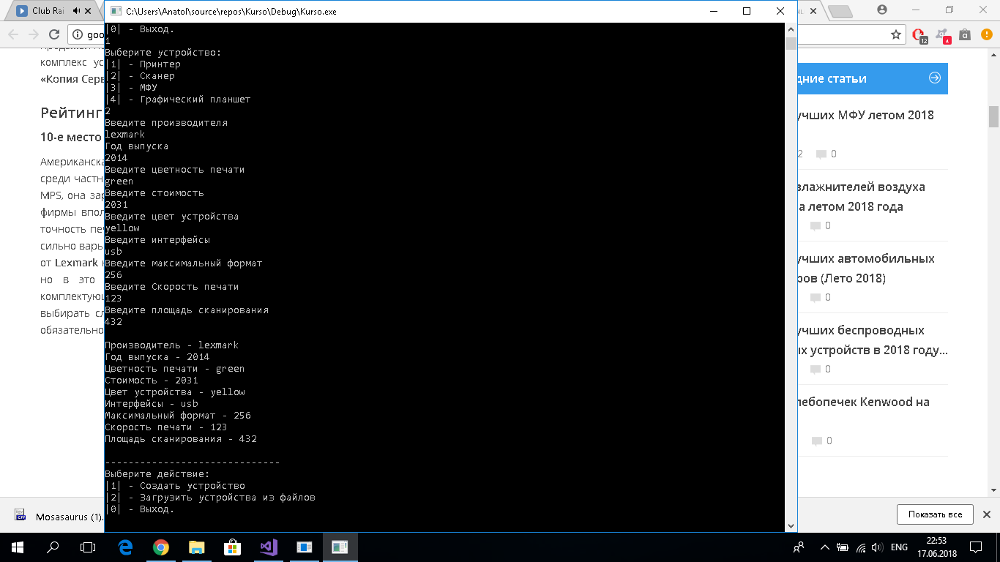 Club Rai
C:\Users\Anatol\source\repos\Kurso\Debug\Kurso.exe
goo
12
4
|0| - Выход.
1
Выберите устройство:
|1| - Принтер
|2| - Сканер
|3| - МФУ
|4| - Графический планшет
2
Введите производителя
lexmark
Год выпуска
2014
Введите цветность печати
green
Введите стоимость
2031
Введите цвет устройства
yellow
Введите интерфейсы
usb
Введите максимальный формат
256
Введите Скорость печати
123
Введите площадь сканирования
432
Производитель - lexmark
Год выпуска - 2014
Цветность печати - green
Стоимость - 2031
Цвет устройства - yellow
Интерфейсы - usb
Максимальный формат - 256
Скорость печати - 123
Площадь сканирования - 432
------------------------------
Выберите действие:
|1| - Создать устройство
|2| - Загрузить устройства из файлов
|0| - Выход.
комплекс ус
«Копия Серв
Рейтинг
10-е место
Американска
среди частн
MPS, она зар
фирмы впол
точность пе
сильно варь
от Lexmark
но в это
комплектую
выбирать сл
обязательно
дние статьи
учших МФУ летом 2018
2 0
влажнителей воздуха
а летом 2018 года
0
учших автомобильных
ров (Лето 2018)
0
учших беспроводных
ых устройств в 2018 году...
0
лебопечек Kenwood на
0
Mosasaurus (1).
Показать все
ENG
22:53
17.06.2018